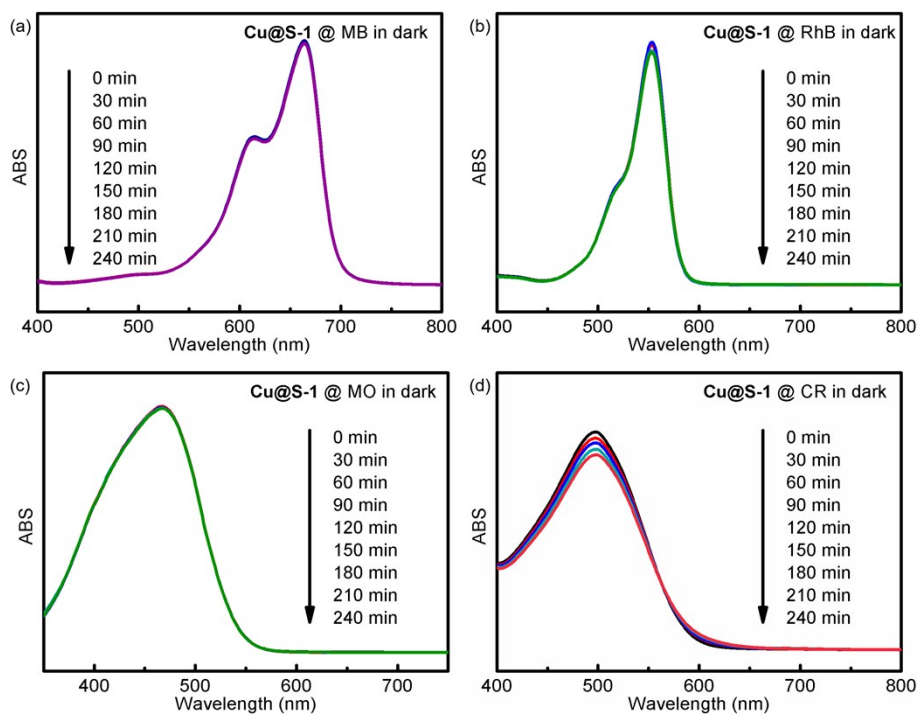 (a)
Cu@S-1 @ MB in dark
0 min
30 min
60 min
90 min
120 min
150 min
180 min
210 min
240 min
ABS
400 500 600 700 800
Wavelength (nm)
(b)
Cu@S-1 @ RhB in dark
0 min
30 min
60 min
90 min
120 min
150 min
180 min
210 min
240 min
ABS
400 500 600 700 800
Wavelength (nm)
(c)
Cu@S-1 @ MO in dark
0 min
30 min
60 min
90 min
120 min
150 min
180 min
210 min
240 min
ABS
400 500 600 700
Wavelength (nm)
(d)
Cu@S-1 @ CR in dark
0 min
30 min
60 min
90 min
120 min
150 min
180 min
210 min
240 min
ABS
400 500 600 700 800
Wavelength (nm)